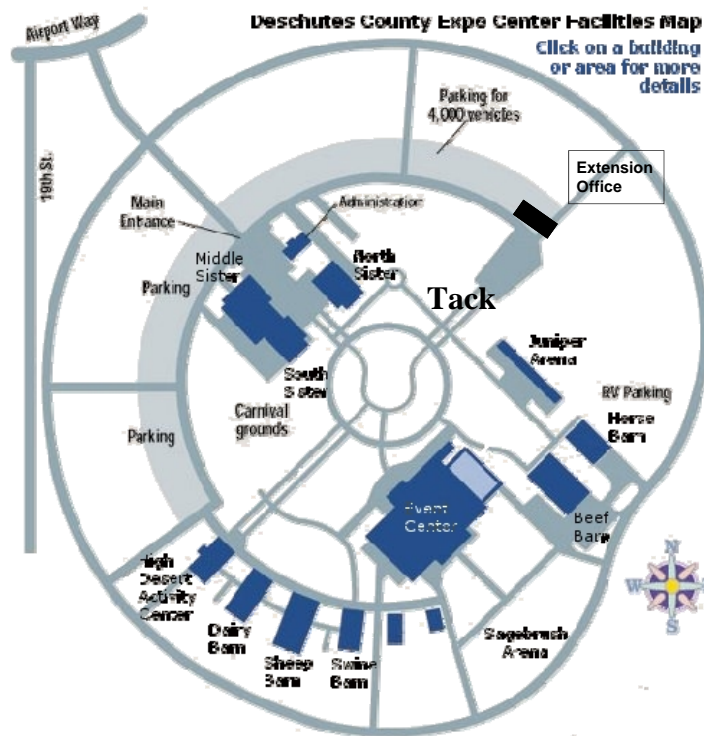 Deschutes County Expo Center Facilities Map
Click on a building
or area for more
details
Airport Way
Parking for
4,000 vehicles
Extension
Office
19th St.
Main
Entrance
Administration
Middle
Sister
North
Sister
Tack
Parking
Juniper
Arena
South
Sister
RV Parking
Carnival
grounds
Horse
Barn
Parking
Event
Center
Beef
Barn
High
Desert
Activity
Center
Dairy
Barn
Sheep
Barn
Swine
Barn
Sagebrush
Arena
N
W
E
S